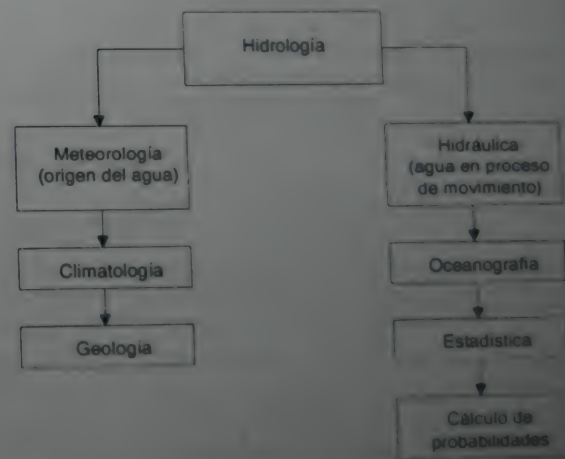 Hidrología
Meteorología
(origen del agua)
Climatología
Geología
Hidráulica
(agua en proceso
de movimiento)
Oceanografía
Estadística
Cálculo de
probabilidades